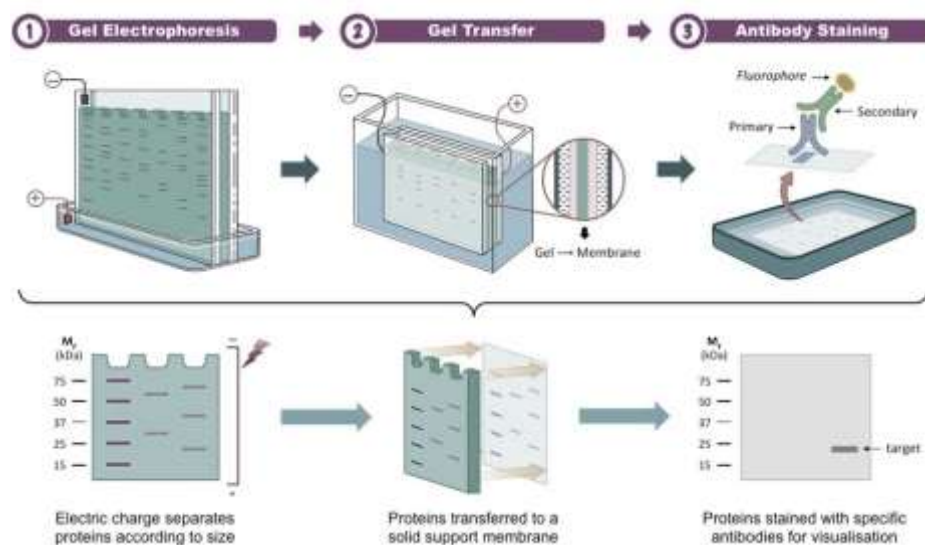 1 Gel Electrophoresis
2 Gel Transfer
3 Antibody Staining
−
+
−
+
Gel → Membrane
Fluorophore
Secondary
Primary
Mr
(kDa)
75
50
37
25
15
−
+
Mr
(kDa)
75
50
37
25
15
target
Electric charge separates
proteins according to size
Proteins transferred to a
solid support membrane
Proteins stained with specific
antibodies for visualisation